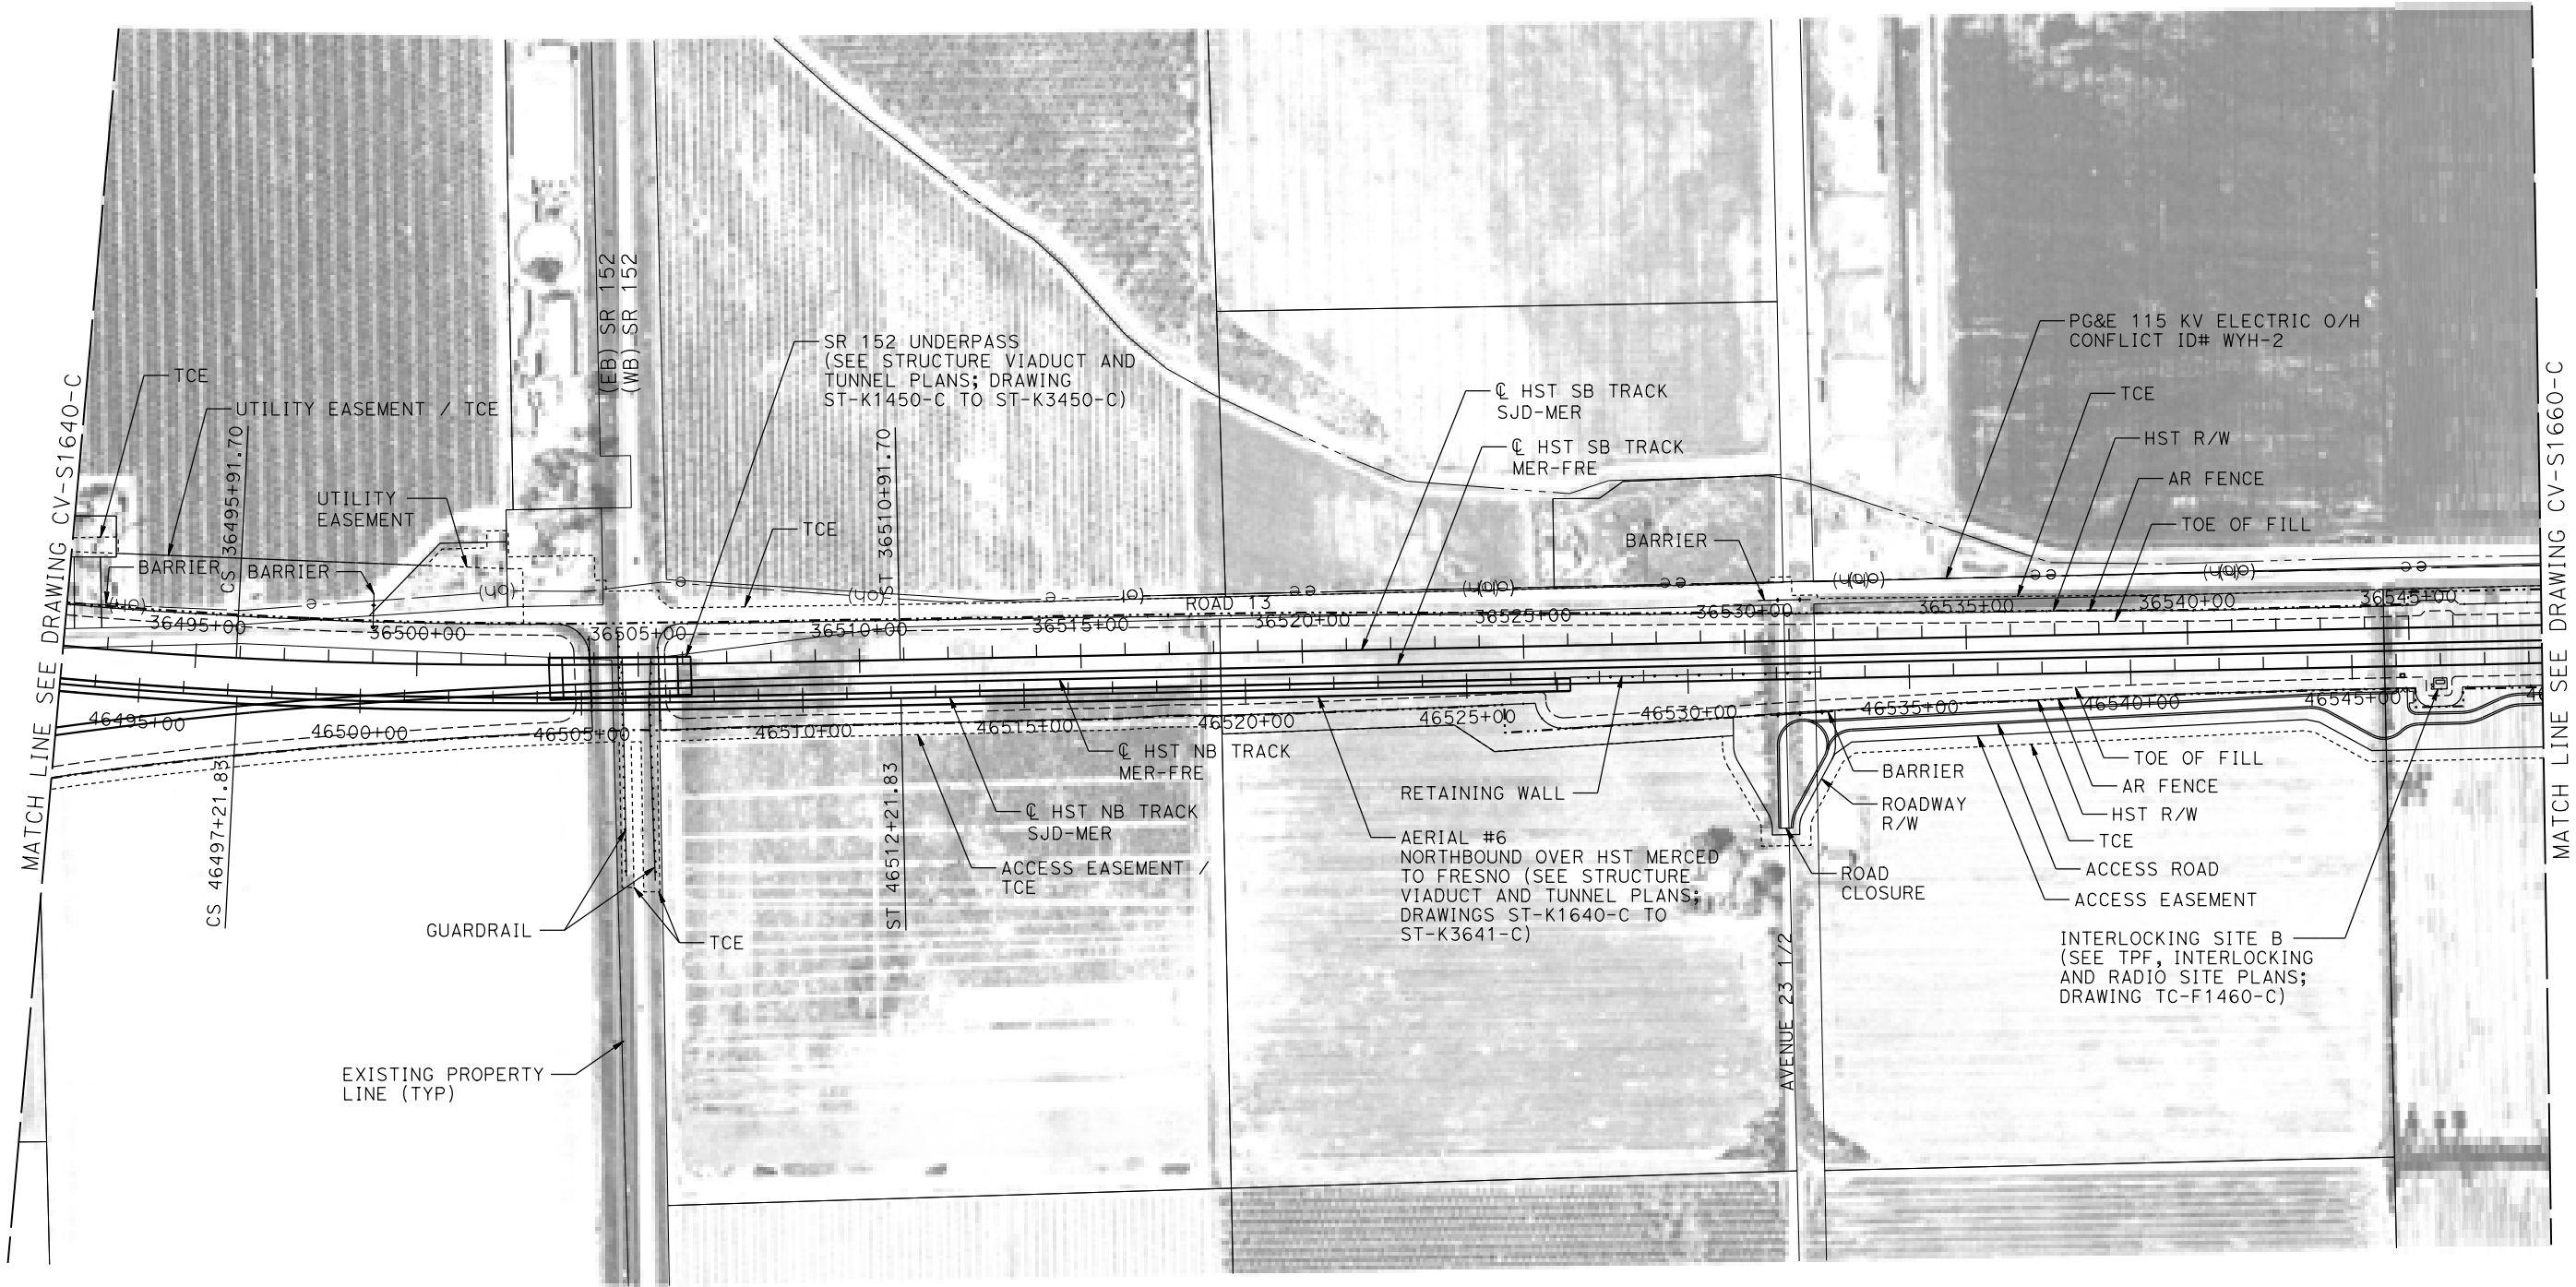 MATCH LINE SEE DRAWING CV-S1640-C
TCE
UTILITY EASEMENT / TCE
CS 36495+91.70
UTILITY
EASEMENT
BARRIER
BARRIER
(EB) SR 152
(WB) SR 152
SR 152 UNDERPASS
(SEE STRUCTURE VIADUCT AND
TUNNEL PLANS; DRAWING
ST-K1450-C TO ST-K3450-C)
ST 36510+91.70
TCE
℄ HST SB TRACK
SJD-MER
℄ HST SB TRACK
MER-FRE
BARRIER
PG&E 115 KV ELECTRIC O/H
CONFLICT ID# WYH-2
TCE
HST R/W
AR FENCE
TOE OF FILL
ROAD 13
36495+00
36500+00
36505+00
36510+00
36515+00
36520+00
36525+00
36530+00
36535+00
36540+00
36545+00
46495+00
46500+00
46505+00
46510+00
46515+00
46520+00
46525+00
46530+00
46535+00
46540+00
46545+00
CS 46497+21.83
ST 46512+21.83
℄ HST NB TRACK
MER-FRE
℄ HST NB TRACK
SJD-MER
ACCESS EASEMENT /
TCE
GUARDRAIL
TCE
EXISTING PROPERTY
LINE (TYP)
RETAINING WALL
AERIAL #6
NORTHBOUND OVER HST MERCED
TO FRESNO (SEE STRUCTURE
VIADUCT AND TUNNEL PLANS;
DRAWINGS ST-K1640-C TO
ST-K3641-C)
BARRIER
ROADWAY
R/W
ROAD
CLOSURE
AVENUE 23 1/2
TOE OF FILL
AR FENCE
HST R/W
TCE
ACCESS ROAD
ACCESS EASEMENT
INTERLOCKING SITE B
(SEE TPF, INTERLOCKING
AND RADIO SITE PLANS;
DRAWING TC-F1460-C)
MATCH LINE SEE DRAWING CV-S1660-C